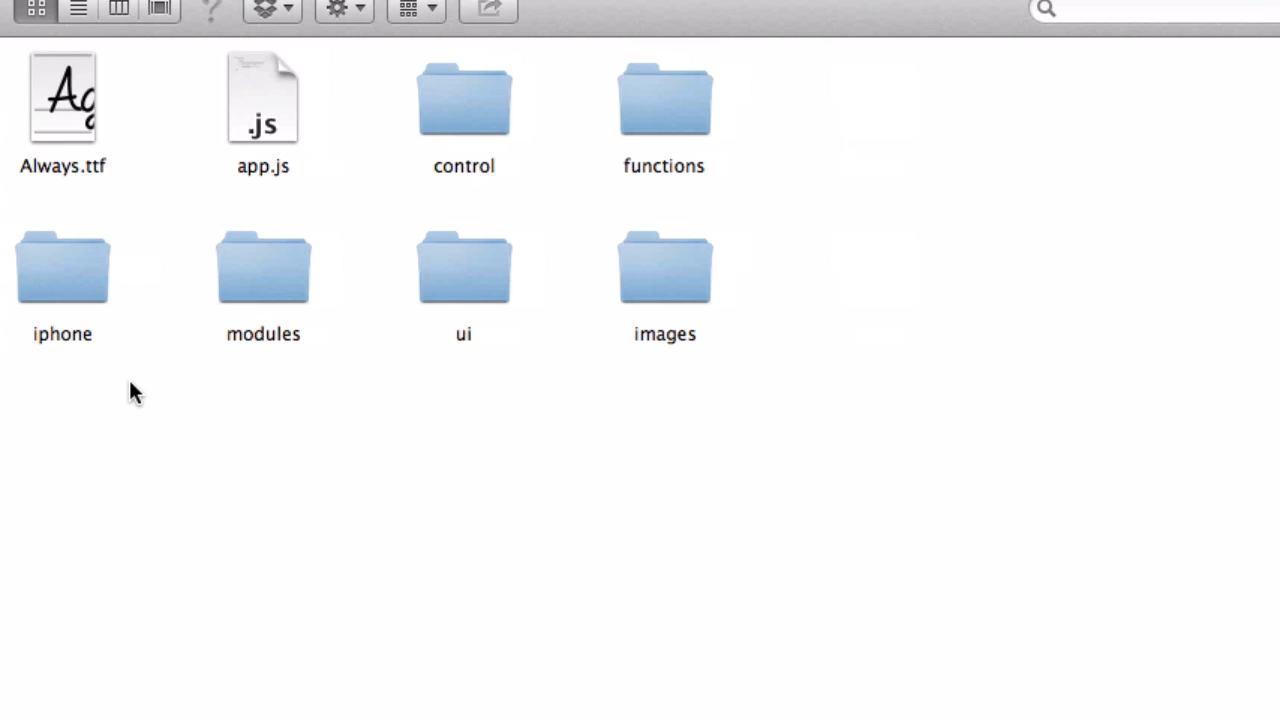 Ag
.js
Always.ttf
app.js
control
functions
iphone
modules
ui
images